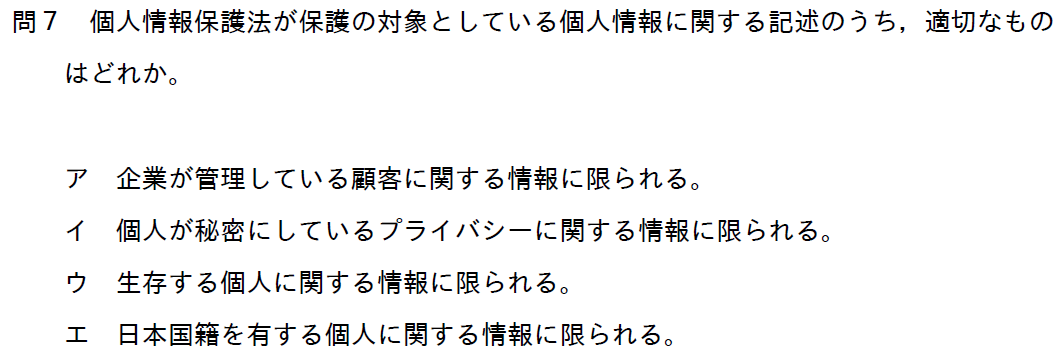 問7　個人情報保護法が保護の対象としている個人情報に関する記述のうち，適切なもの
はどれか。
ア　企業が管理している顧客に関する情報に限られる。
イ　個人が秘密にしているプライバシーに関する情報に限られる。
ウ　生存する個人に関する情報に限られる。
エ　日本国籍を有する個人に関する情報に限られる。